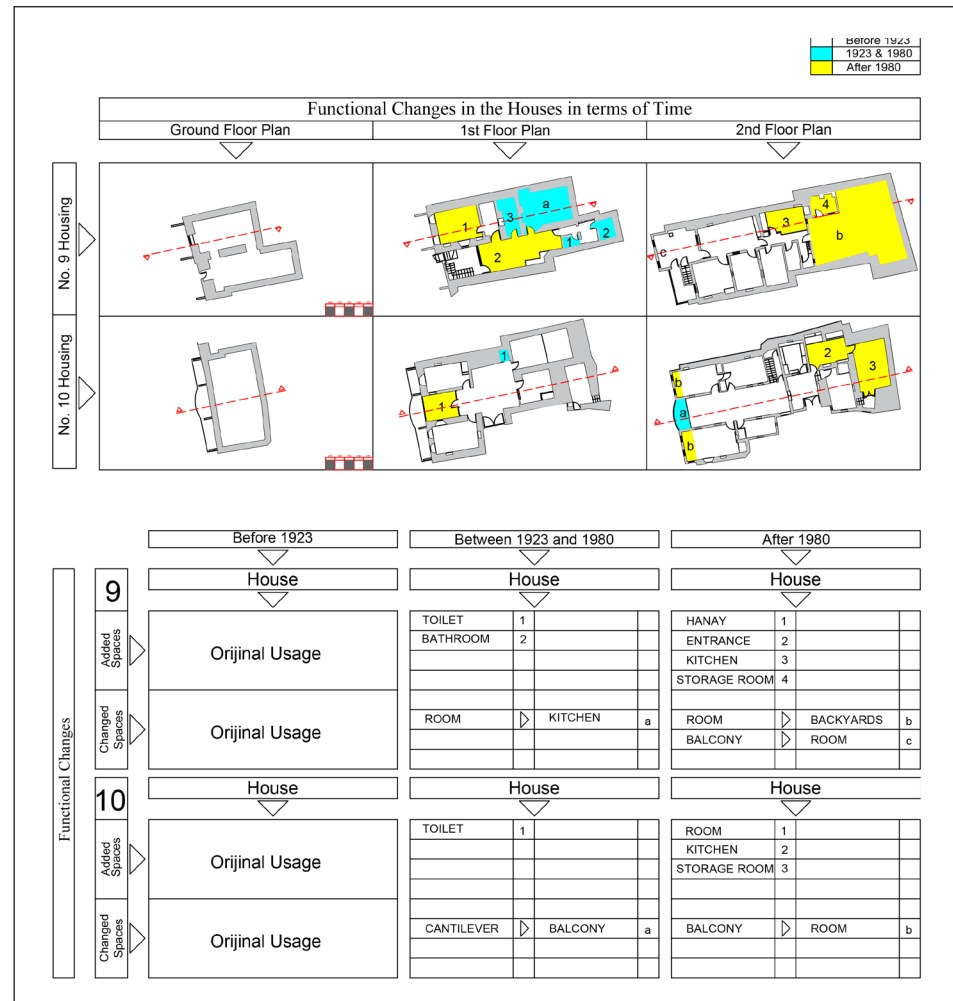 Before 1923
1923 & 1980
After 1980
Functional Changes in the Houses in terms of Time
Ground Floor Plan 1st Floor Plan 2nd Floor Plan
No. 9 Housing
1 3 a 2 1 2
c 3 4 b
No. 10 Housing
1 1
b a b 2 3
Before 1923 Between 1923 and 1980 After 1980
Functional Changes
9
House House House
Added Spaces
Orijinal Usage
TOILET 1
BATHROOM 2
HANAY 1
ENTRANCE 2
KITCHEN 3
STORAGE ROOM 4
Changed Spaces
Orijinal Usage
ROOM KITCHEN a
ROOM BACKYARDS b
BALCONY ROOM c
10
House House House
Added Spaces
Orijinal Usage
TOILET 1
ROOM 1
KITCHEN 2
STORAGE ROOM 3
Changed Spaces
Orijinal Usage
CANTILEVER BALCONY a
BALCONY ROOM b